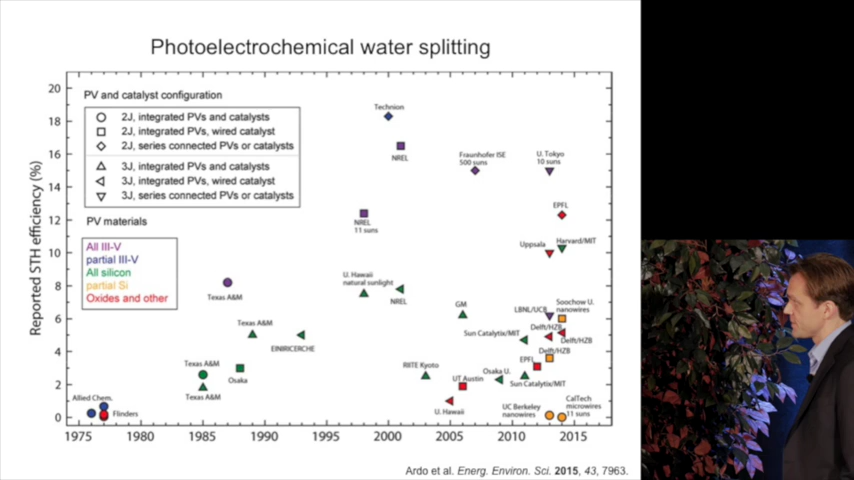 Photoelectrochemical water splitting
PV and catalyst configuration
2J, integrated PVs and catalysts
2J, integrated PVs, wired catalyst
2J, series connected PVs or catalysts
3J, integrated PVs and catalysts
3J, integrated PVs, wired catalyst
3J, series connected PVs or catalysts
PV materials
All III-V
partial III-V
All silicon
partial Si
Oxides and other
Reported STH efficiency (%)
20
18
16
14
12
10
8
6
4
2
0
Technion
NREL
Fraunhofer ISE
500 suns
U. Tokyo
10 suns
NREL
11 suns
EPFL
Uppsala
Harvard/MIT
Texas A&M
U. Hawaii
natural sunlight
NREL
GM
LBNL/UCB
Soochow U.
nanowires
Texas A&M
EINIRICERCHE
Sun Catalytix/MIT
Delft/HZB
Delft/HZB
Delft/HZB
EPFL
Texas A&M
Osaka
RIITE Kyoto
UT Austin
Osaka U.
Sun Catalytix/MIT
Texas A&M
U. Hawaii
Allied Chem.
Flinders
UC Berkeley
nanowires
CalTech
microwires
11 suns
1975 1980 1985 1990 1995 2000 2005 2010 2015
Ardo et al. Energ. Environ. Sci. 2015, 43, 7963.